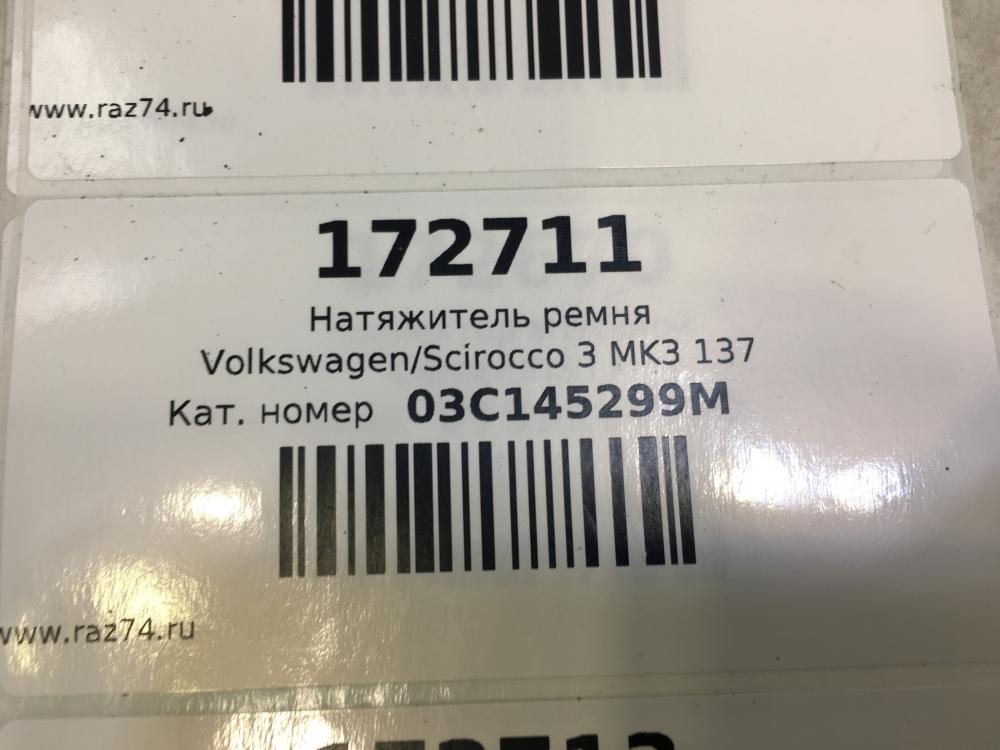 www.raz74.ru
172711
Натяжитель ремня
Volkswagen/Scirocco 3 MK3 137
Кат. номер 03C145299M
www.raz74.ru